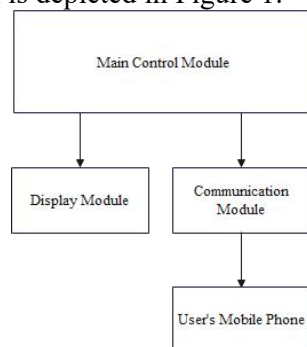 is depicted in Figure 1.
Main Control Module
Display Module
Communication
Module
User's Mobile Phone